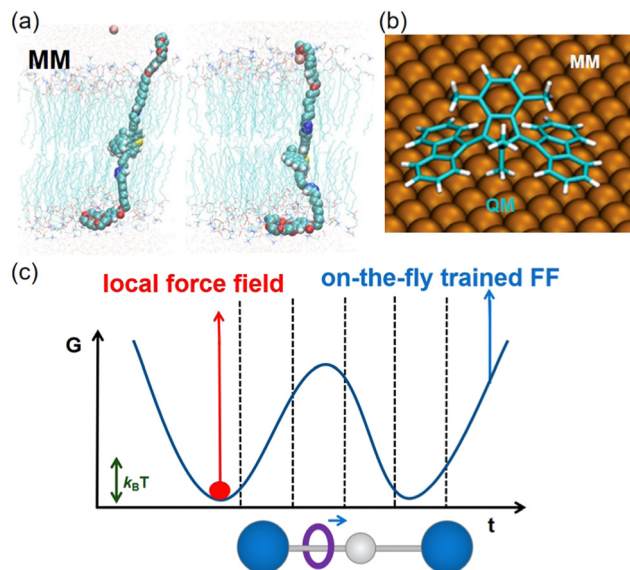 (a)
MM
(b)
MM
QM
(c)
local force field
on-the-fly trained FF
G
kBT
t